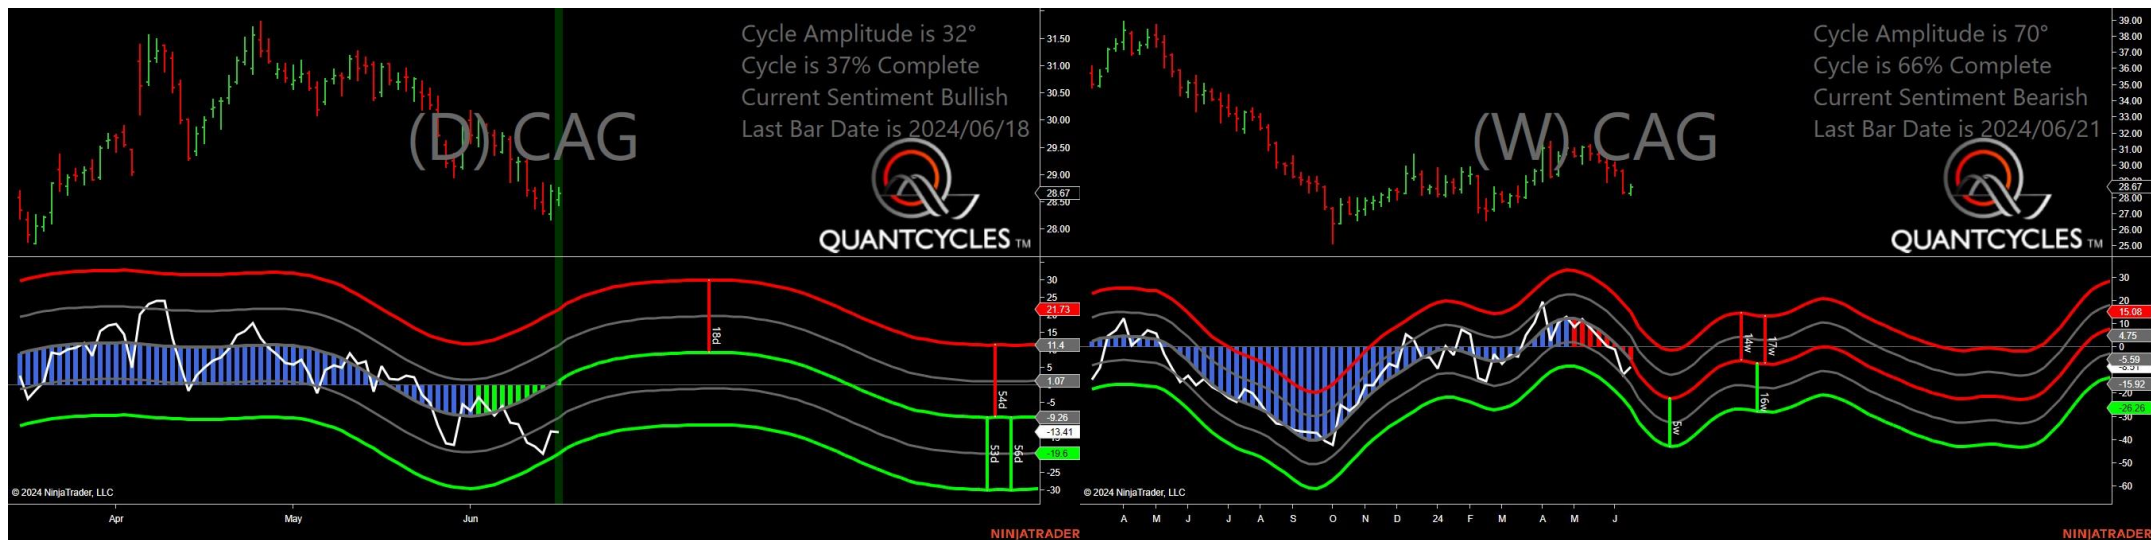 Cycle Amplitude is 32°
Cycle is 37% Complete
Current Sentiment Bullish
Last Bar Date is 2024/06/18
(D) CAG
QUANTCYCLES TM
31.50
31.00
30.50
30.00
29.50
29.00
28.67
28.50
28.00
30
25
21.73
15
11.4
5
1.07
-5
-9.26
-13.41
-19.6
-25
-30
18d
54d
53d
56d
© 2024 NinjaTrader, LLC
Apr
May
Jun
NINJATRADER
Cycle Amplitude is 70°
Cycle is 66% Complete
Current Sentiment Bearish
Last Bar Date is 2024/06/21
(W) CAG
QUANTCYCLES TM
39.00
38.00
37.00
36.00
35.00
34.00
33.00
32.00
31.00
30.00
28.67
28.00
27.00
26.00
25.00
30
15.08
10
4.75
0
-5.59
-15.92
-26.26
-30
-40
-50
-60
5w
14w
17w
16w
© 2024 NinjaTrader, LLC
A M J J A S O N D 24 F M A M J
NINJATRADER